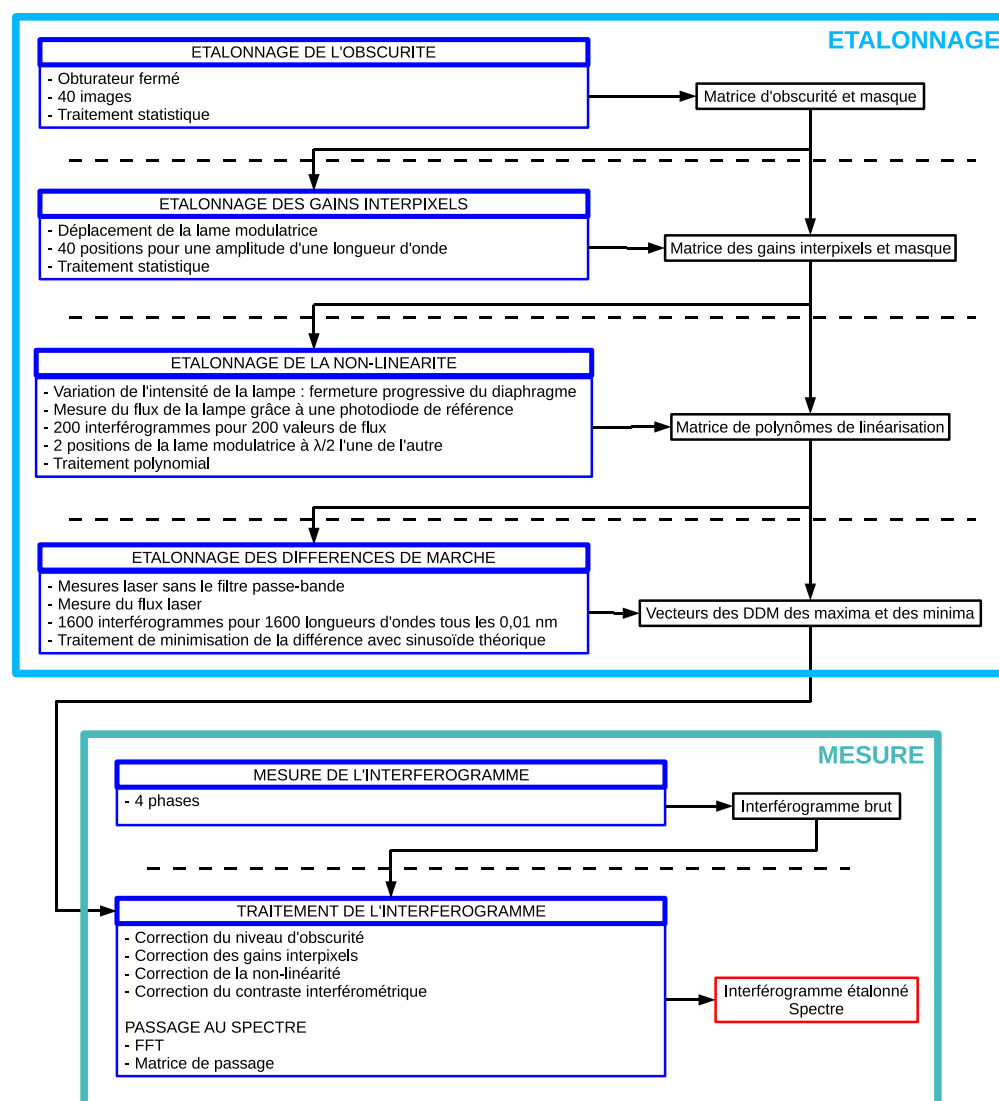 ETALONNAGE
ETALONNAGE DE L'OBSCURITE
- Obturateur fermé
- 40 images
- Traitement statistique
Matrice d'obscurité et masque
ETALONNAGE DES GAINS INTERPIXELS
- Déplacement de la lame modulatrice
- 40 positions pour une amplitude d'une longueur d'onde
- Traitement statistique
Matrice des gains interpixels et masque
ETALONNAGE DE LA NON-LINEARITE
- Variation de l'intensité de la lampe : fermeture progressive du diaphragme
- Mesure du flux de la lampe grâce à une photodiode de référence
- 200 interférogrammes pour 200 valeurs de flux
- 2 positions de la lame modulatrice à λ/2 l'une de l'autre
- Traitement polynomial
Matrice de polynômes de linéarisation
ETALONNAGE DES DIFFERENCES DE MARCHE
- Mesures laser sans le filtre passe-bande
- Mesure du flux laser
- 1600 interférogrammes pour 1600 longueurs d'ondes tous les 0,01 nm
- Traitement de minimisation de la différence avec sinusoïde théorique
Vecteurs des DDM des maxima et des minima
MESURE
MESURE DE L'INTERFEROGRAMME
- 4 phases
Interférogramme brut
TRAITEMENT DE L'INTERFEROGRAMME
- Correction du niveau d'obscurité
- Correction des gains interpixels
- Correction de la non-linéarité
- Correction du contraste interférométrique
PASSAGE AU SPECTRE
- FFT
- Matrice de passage
Interférogramme étalonné
Spectre